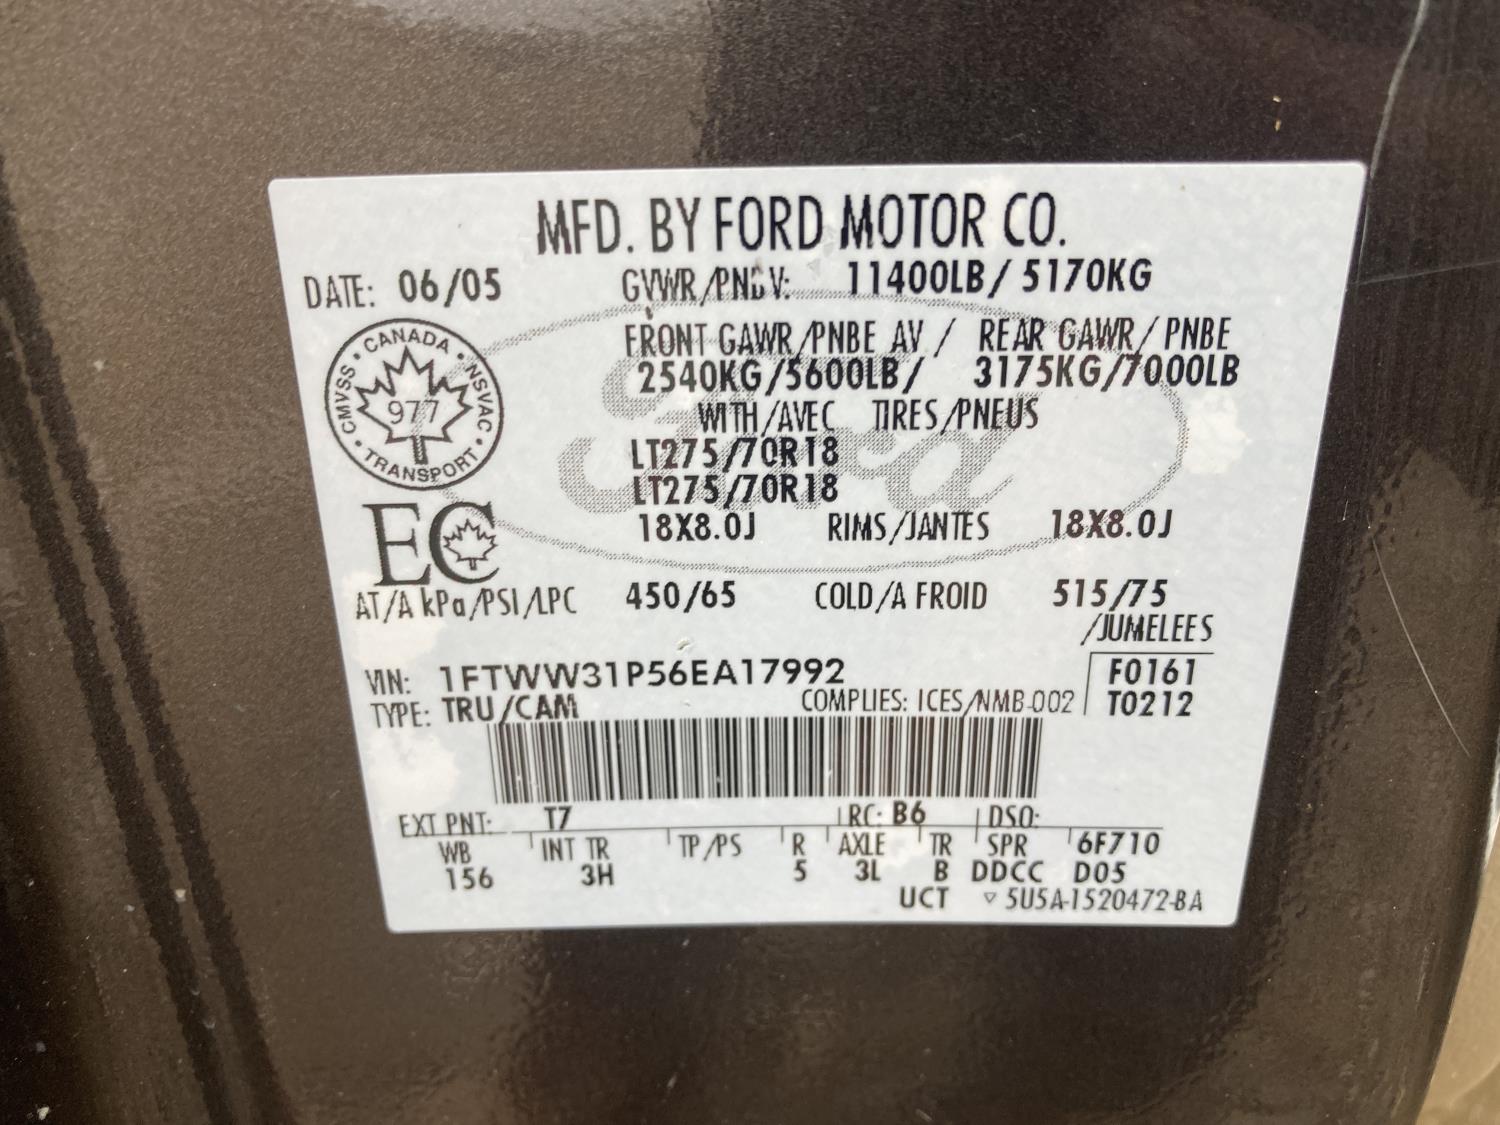 MFD. BY FORD MOTOR CO.
DATE: 06/05 GVWR/PNBV: 11400LB/ 5170KG
FRONT GAWR/PNBE AV / REAR GAWR/ PNBE
2540KG/5600LB/ 3175KG/7000LB
WITH/AVEC TIRES/PNEUS
LT275/70R18
LT275/70R18
18X8.0J RIMS/JANTES 18X8.0J
CANADA
CMVSS • NSVAC
977
TRANSPORT
EC
Ford
AT/A kPa/PSI/LPC 450/65 COLD/A FROID 515/75
/JUMELEES
VIN: 1FTWW31P56EA17992 F0161
TYPE: TRU/CAM COMPLIES: ICES/NMB-002 T0212
EXT PNT: T7 RC: B6 DSO:
WB INT TR TP/PS R AXLE TR SPR 6F710
156 3H 5 3L B DDCC D05
UCT ▽ 5U5A-1520472-BA